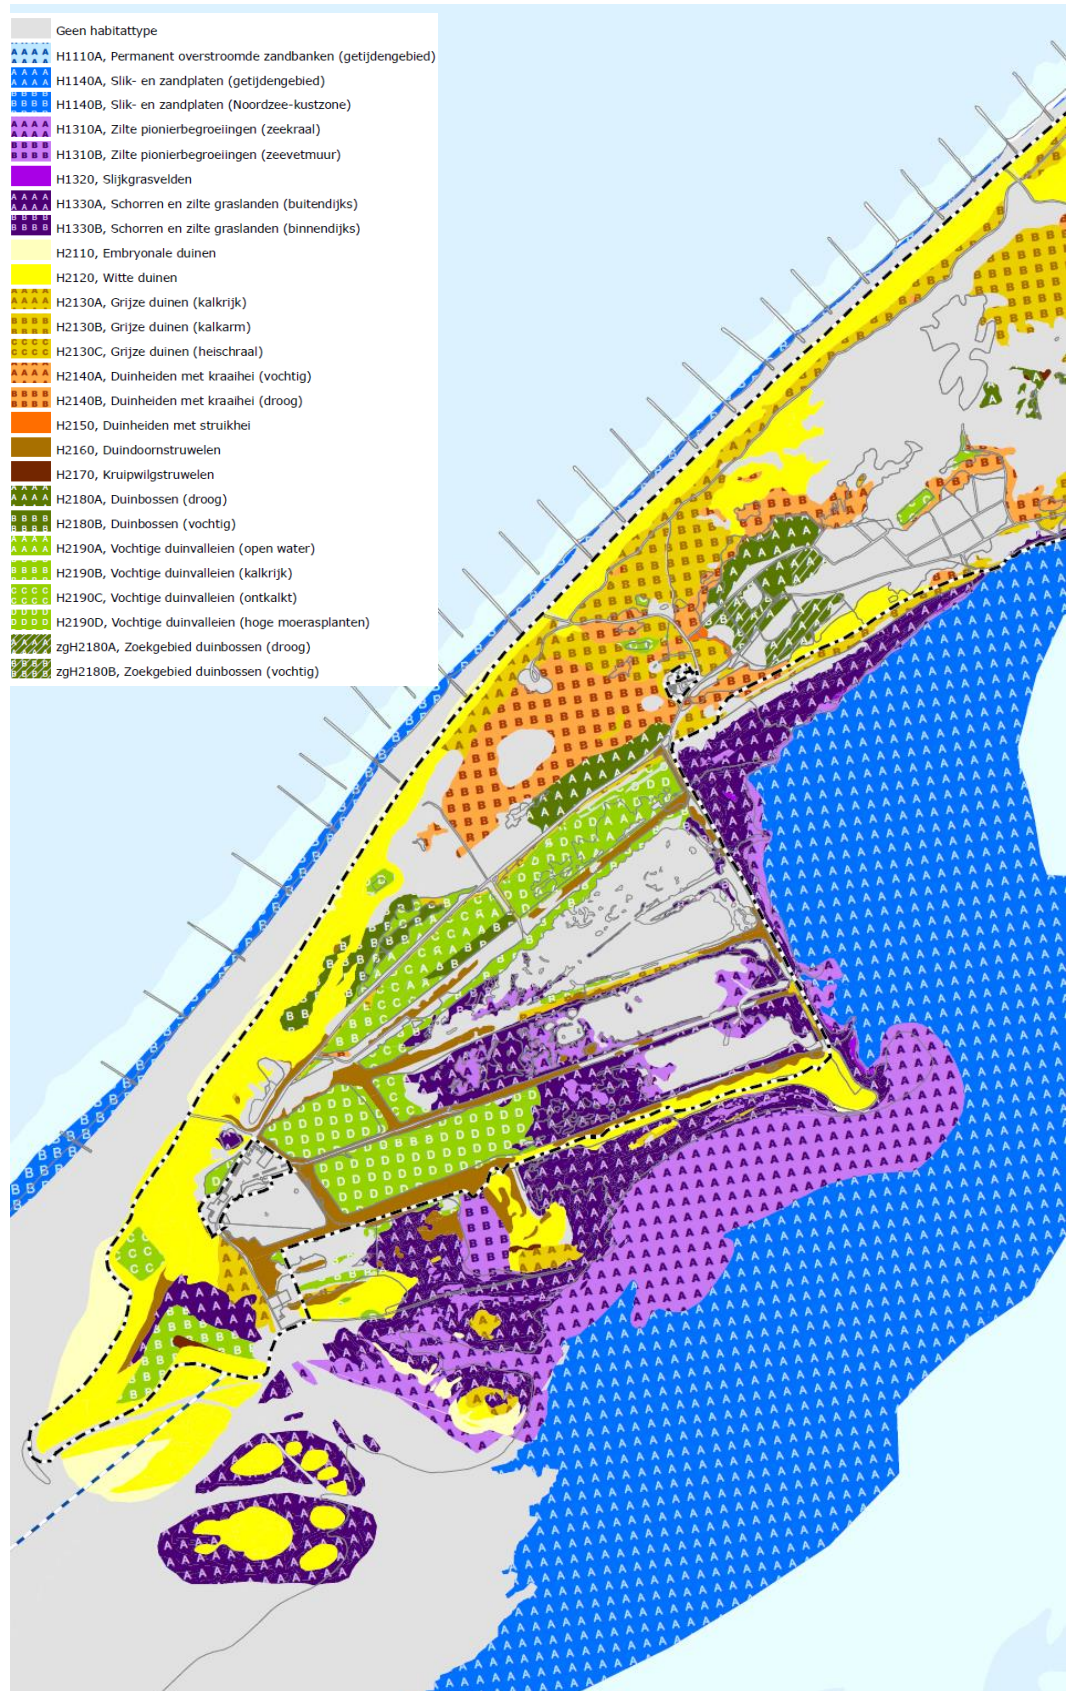 Geen habitattype
H1110A, Permanent overstroomde zandbanken (getijdengebied)
H1140A, Slik- en zandplaten (getijdengebied)
H1140B, Slik- en zandplaten (Noordzee-kustzone)
H1310A, Zilte pionierbegroeiingen (zeekraal)
H1310B, Zilte pionierbegroeiingen (zeevetmuur)
H1320, Slijkgrasvelden
H1330A, Schorren en zilte graslanden (buitendijks)
H1330B, Schorren en zilte graslanden (binnendijks)
H2110, Embryonale duinen
H2120, Witte duinen
H2130A, Grijze duinen (kalkrijk)
H2130B, Grijze duinen (kalkarm)
H2130C, Grijze duinen (heischraal)
H2140A, Duinheiden met kraaihei (vochtig)
H2140B, Duinheiden met kraaihei (droog)
H2150, Duinheiden met struikhei
H2160, Duindoornstruwelen
H2170, Kruipwilgstruwelen
H2180A, Duinbossen (droog)
H2180B, Duinbossen (vochtig)
H2190A, Vochtige duinvalleien (open water)
H2190B, Vochtige duinvalleien (kalkrijk)
H2190C, Vochtige duinvalleien (ontkalkt)
H2190D, Vochtige duinvalleien (hoge moerasplanten)
zgH2180A, Zoekgebied duinbossen (droog)
zgH2180B, Zoekgebied duinbossen (vochtig)